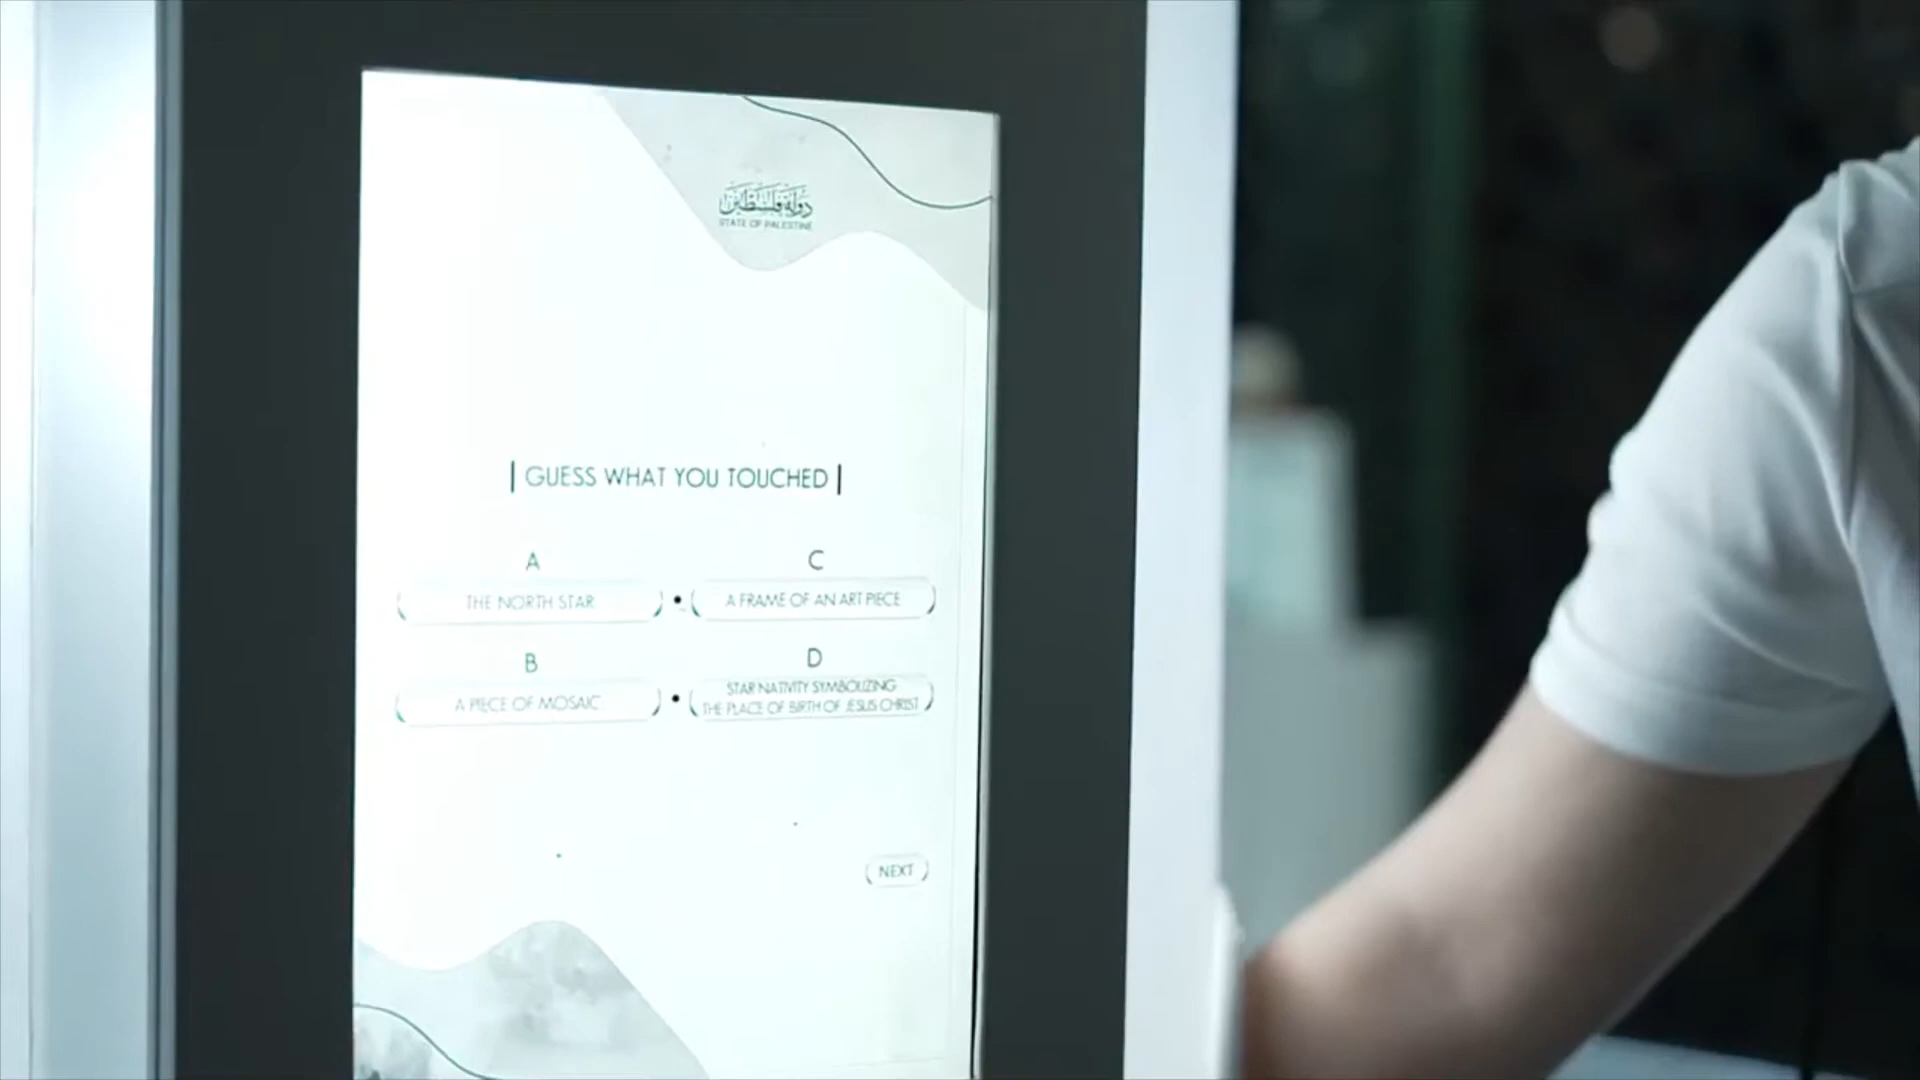 دولة فلسطين
STATE OF PALESTINE
| GUESS WHAT YOU TOUCHED |
A
THE NORTH STAR
C
A FRAME OF AN ART PIECE
B
A PIECE OF MOSAIC
D
STAR NATIVITY SYMBOLIZING
THE PLACE OF BIRTH OF JESUS CHRIST
NEXT